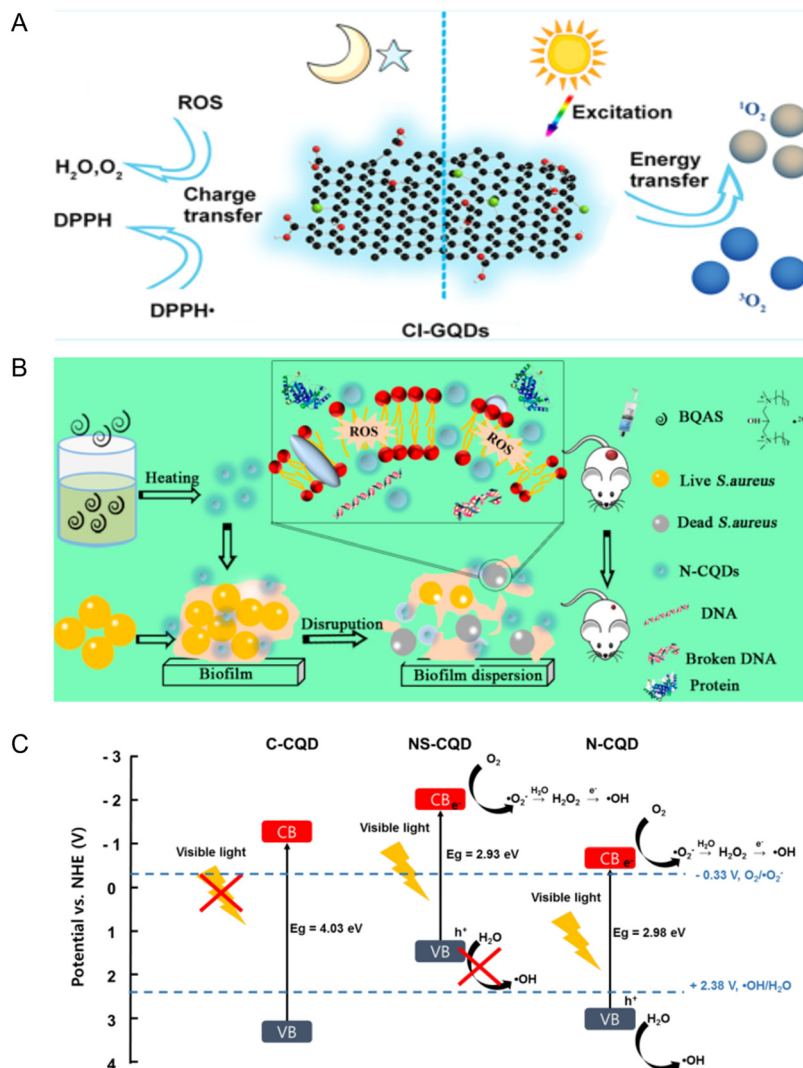 A
ROS
H₂O,O₂
Charge
transfer
DPPH
DPPH•
Excitation
Energy
transfer
¹O₂
³O₂
Cl-GQDs
B
Heating
ROS
ROS
BQAS
OH
Live S.aureus
Dead S.aureus
N-CQDs
DNA
Broken DNA
Protein
Disrupution
Biofilm
Biofilm dispersion
C
C-CQD
NS-CQD
N-CQD
Potential vs. NHE (V)
- 3
- 2
-1
0
1
2
3
4
CB
Visible light
Eg = 4.03 eV
VB
O₂
CB
e⁻
•O₂⁻ H₂O→ H₂O₂ e⁻→ •OH
Visible light
Eg = 2.93 eV
h⁺
VB
H₂O
•OH
O₂
CB
e⁻
•O₂⁻ H₂O→ H₂O₂ e⁻→ •OH
- 0.33 V, O₂/•O₂⁻
Visible light
Eg = 2.98 eV
+ 2.38 V, •OH/H₂O
h⁺
VB
H₂O
•OH